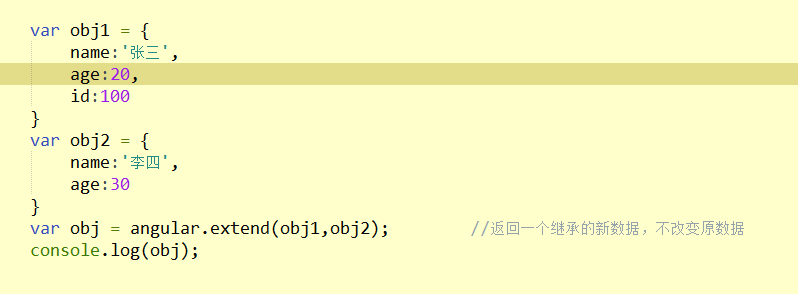 var obj1 = {
    name:'张三',
    age:20,
    id:100
}
var obj2 = {
    name:'李四',
    age:30
}
var obj = angular.extend(obj1,obj2);        //返回一个继承的新数据，不改变原数据
console.log(obj);